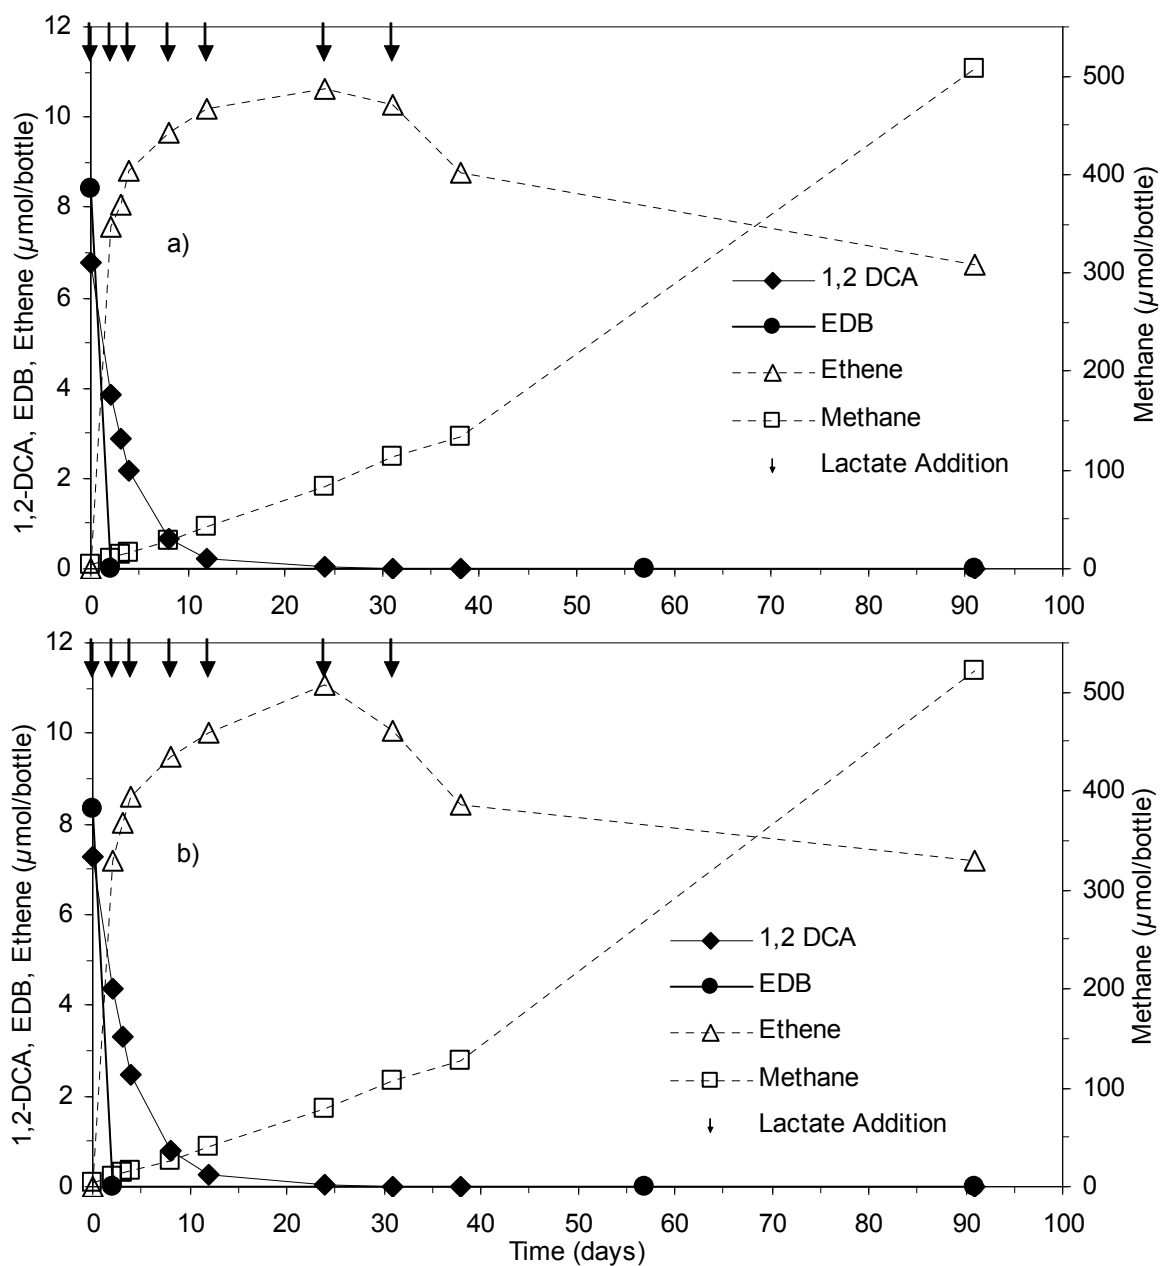 12
10
8
6
4
2
0
1,2-DCA, EDB, Ethene (µmol/bottle)
500
400
300
200
100
0
Methane (µmol/bottle)
a)
1,2 DCA
EDB
Ethene
Methane
Lactate Addition
0 10 20 30 40 50 60 70 80 90 100
12
10
8
6
4
2
0
1,2-DCA, EDB, Ethene (µmol/bottle)
500
400
300
200
100
0
Methane (µmol/bottle)
b)
1,2 DCA
EDB
Ethene
Methane
Lactate Addition
0 10 20 30 40 50 60 70 80 90 100
Time (days)